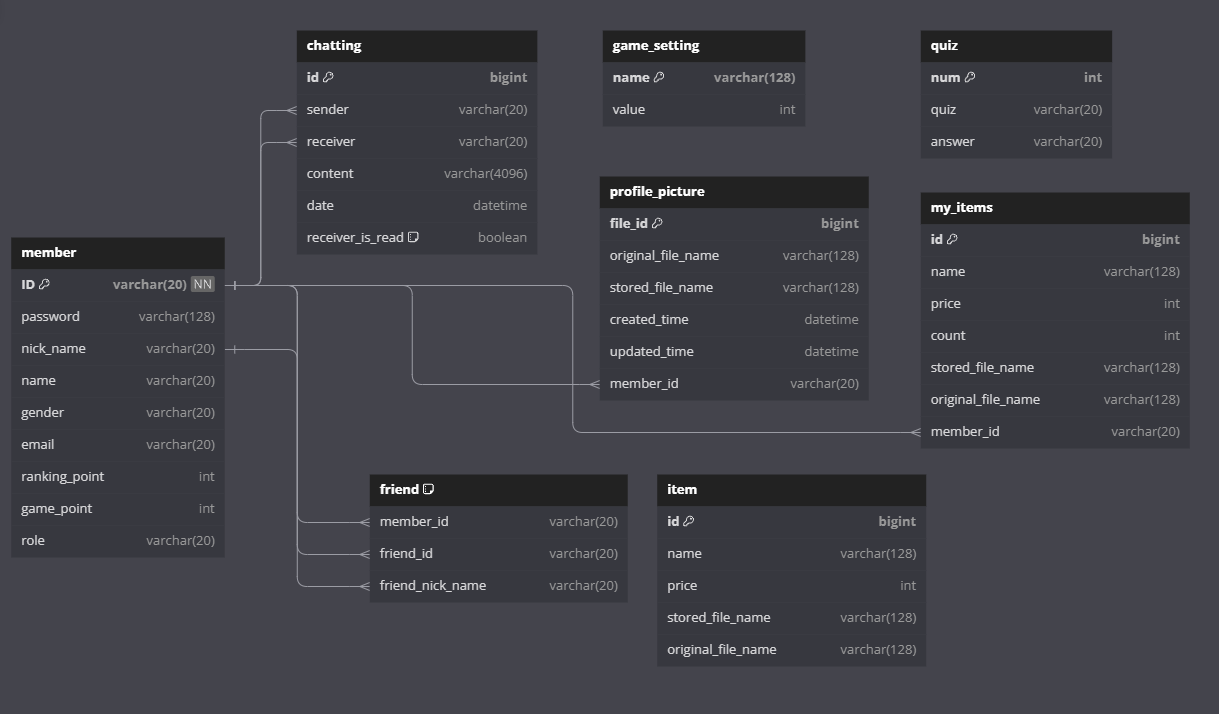 chatting
id bigint
sender varchar(20)
receiver varchar(20)
content varchar(4096)
date datetime
receiver_is_read boolean
game_setting
name varchar(128)
value int
quiz
num int
quiz varchar(20)
answer varchar(20)
profile_picture
file_id bigint
original_file_name varchar(128)
stored_file_name varchar(128)
created_time datetime
updated_time datetime
member_id varchar(20)
my_items
id bigint
name varchar(128)
price int
count int
stored_file_name varchar(128)
original_file_name varchar(128)
member_id varchar(20)
member
ID varchar(20) NN
password varchar(128)
nick_name varchar(20)
name varchar(20)
gender varchar(20)
email varchar(20)
ranking_point int
game_point int
role varchar(20)
friend
member_id varchar(20)
friend_id varchar(20)
friend_nick_name varchar(20)
item
id bigint
name varchar(128)
price int
stored_file_name varchar(128)
original_file_name varchar(128)